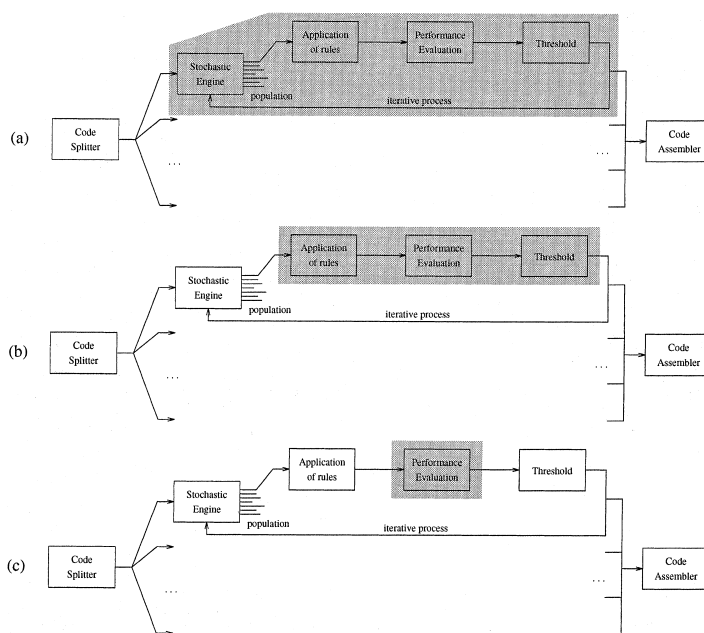 Application
of rules
Performance
Evaluation
Threshold
Stochastic
Engine
population
iterative process
(a)
Code
Splitter
...
...
Code
Assembler
Application
of rules
Performance
Evaluation
Threshold
Stochastic
Engine
population
iterative process
(b)
Code
Splitter
...
...
Code
Assembler
Application
of rules
Performance
Evaluation
Threshold
Stochastic
Engine
population
iterative process
(c)
Code
Splitter
...
...
Code
Assembler